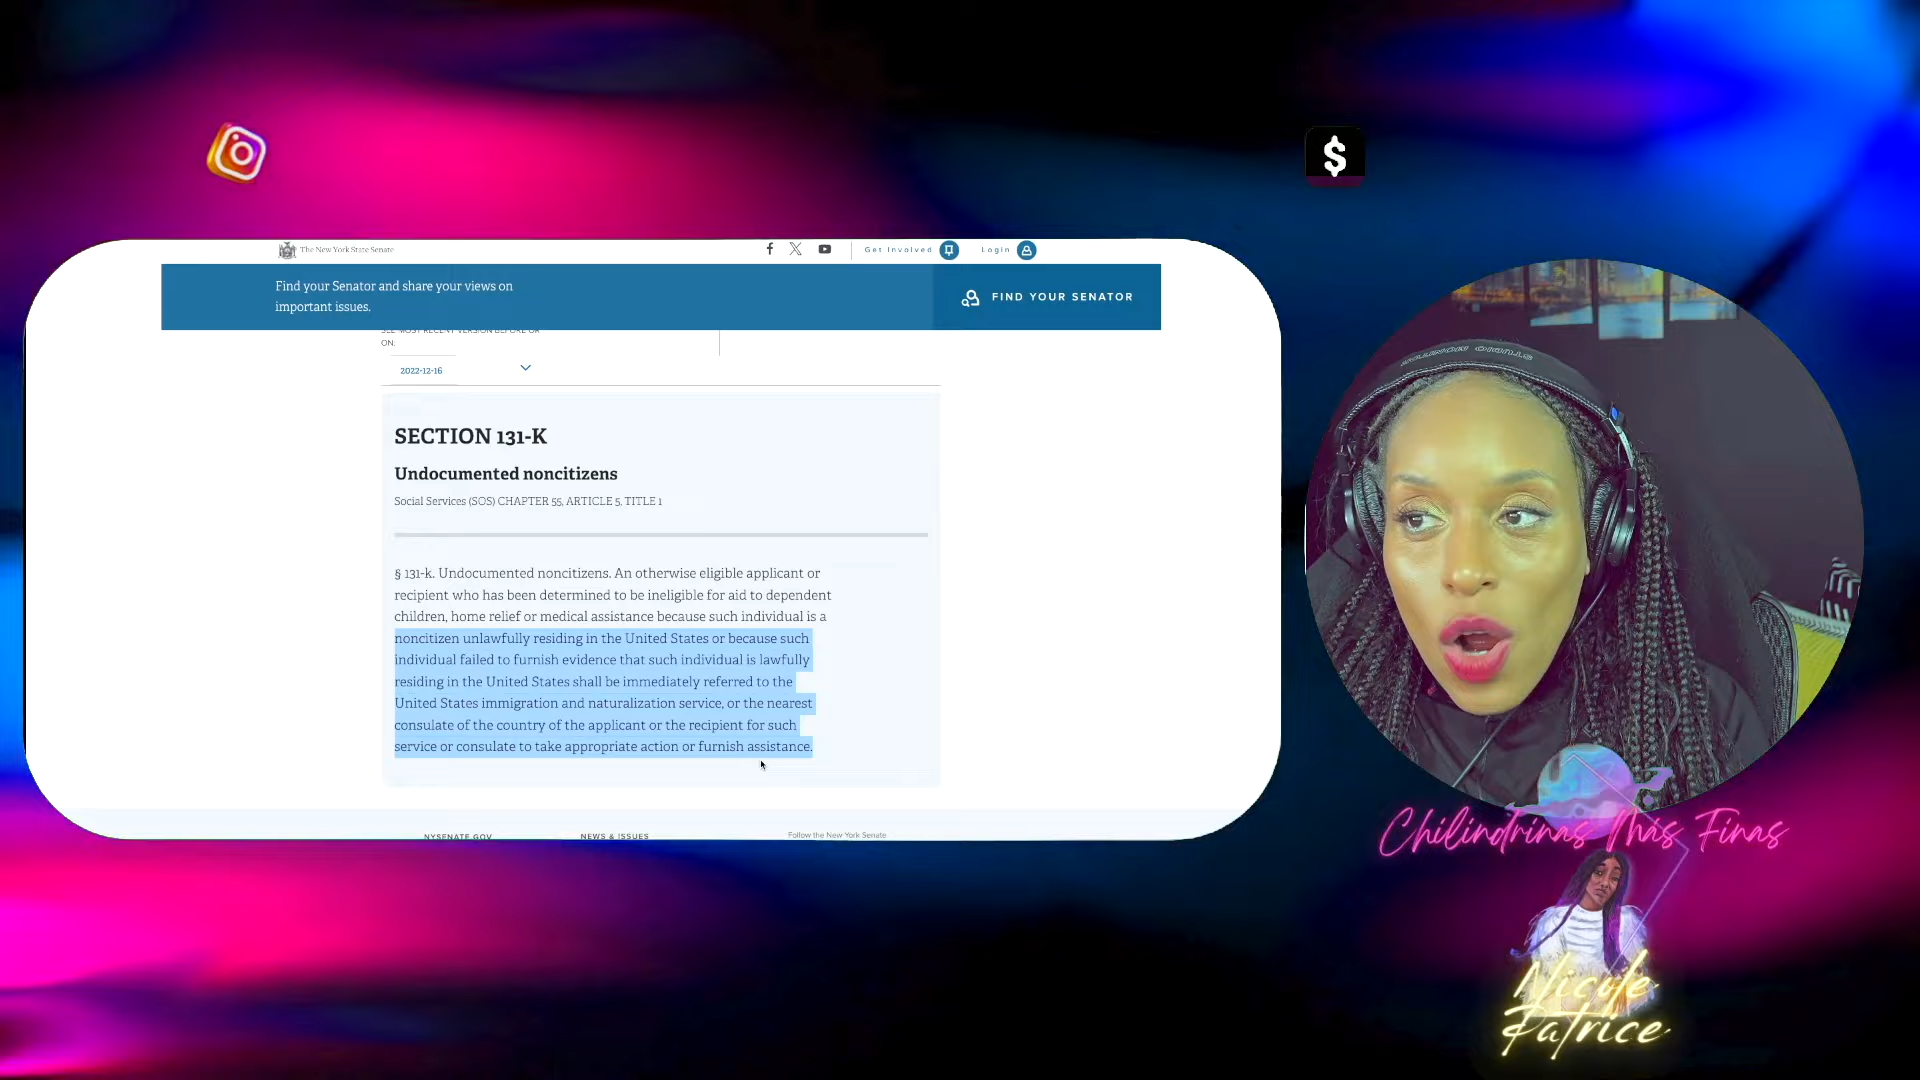 The New York State Senate
Get Involved
Login
Find your Senator and share your views on
important issues.
FIND YOUR SENATOR
SEE MOST RECENT VERSION BEFORE OR
ON:
2022-12-16
SECTION 131-K
Undocumented noncitizens
Social Services (SOS) CHAPTER 55, ARTICLE 5, TITLE 1
§ 131-k. Undocumented noncitizens. An otherwise eligible applicant or
recipient who has been determined to be ineligible for aid to dependent
children, home relief or medical assistance because such individual is a
noncitizen unlawfully residing in the United States or because such
individual failed to furnish evidence that such individual is lawfully
residing in the United States shall be immediately referred to the
United States immigration and naturalization service, or the nearest
consulate of the country of the applicant or the recipient for such
service or consulate to take appropriate action or furnish assistance.
NYSENATE.GOV
NEWS & ISSUES
Follow the New York Senate
$
Chilindrinas Más Finas
Nicole
Patrice